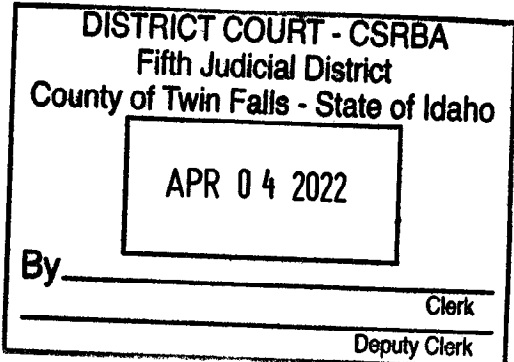 DISTRICT COURT - CSRBA
Fifth Judicial District
County of Twin Falls - State of Idaho
APR 04 2022
By
Clerk
Deputy Clerk